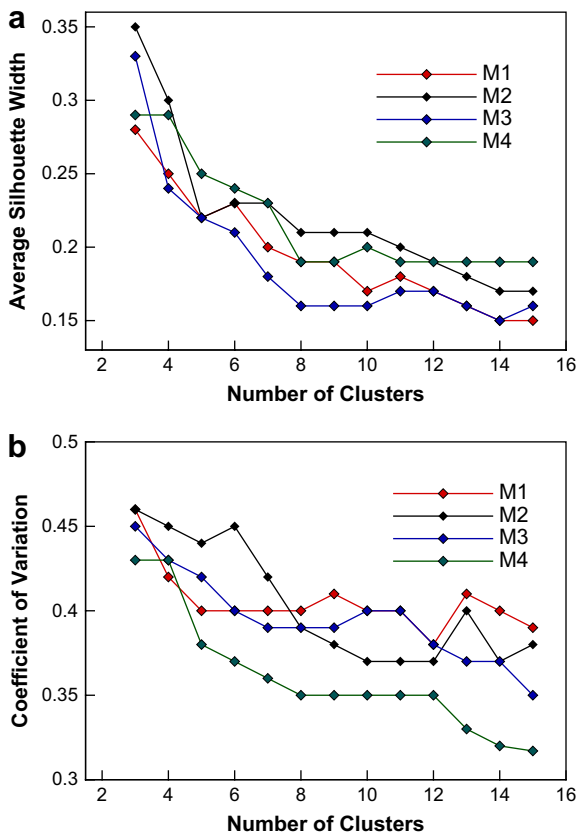 a
0.35
0.3
0.25
0.2
0.15
Average Silhouette Width
M1
M2
M3
M4
2 4 6 8 10 12 14 16
Number of Clusters
b
0.5
0.45
0.4
0.35
0.3
Coefficient of Variation
M1
M2
M3
M4
2 4 6 8 10 12 14 16
Number of Clusters